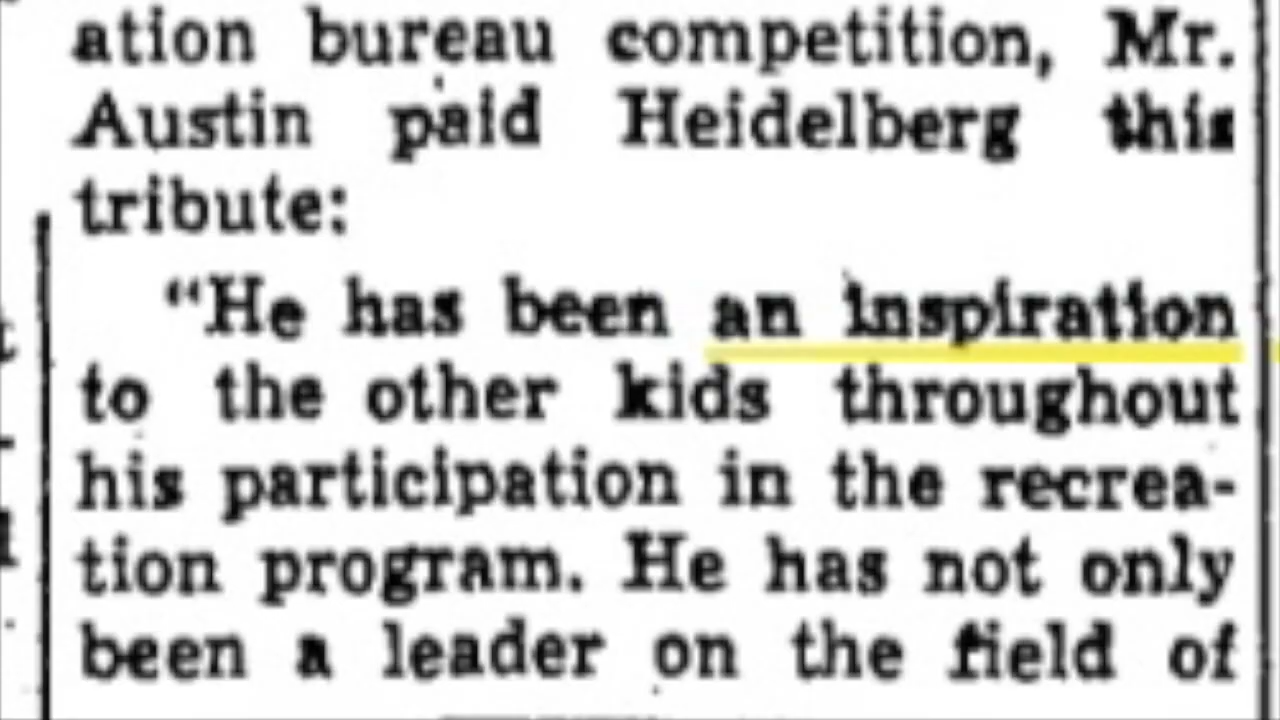 ation bureau competition, Mr.
Austin paid Heidelberg this
tribute:
"He has been an inspiration
to the other kids throughout
his participation in the recrea-
tion program. He has not only
been a leader on the field of